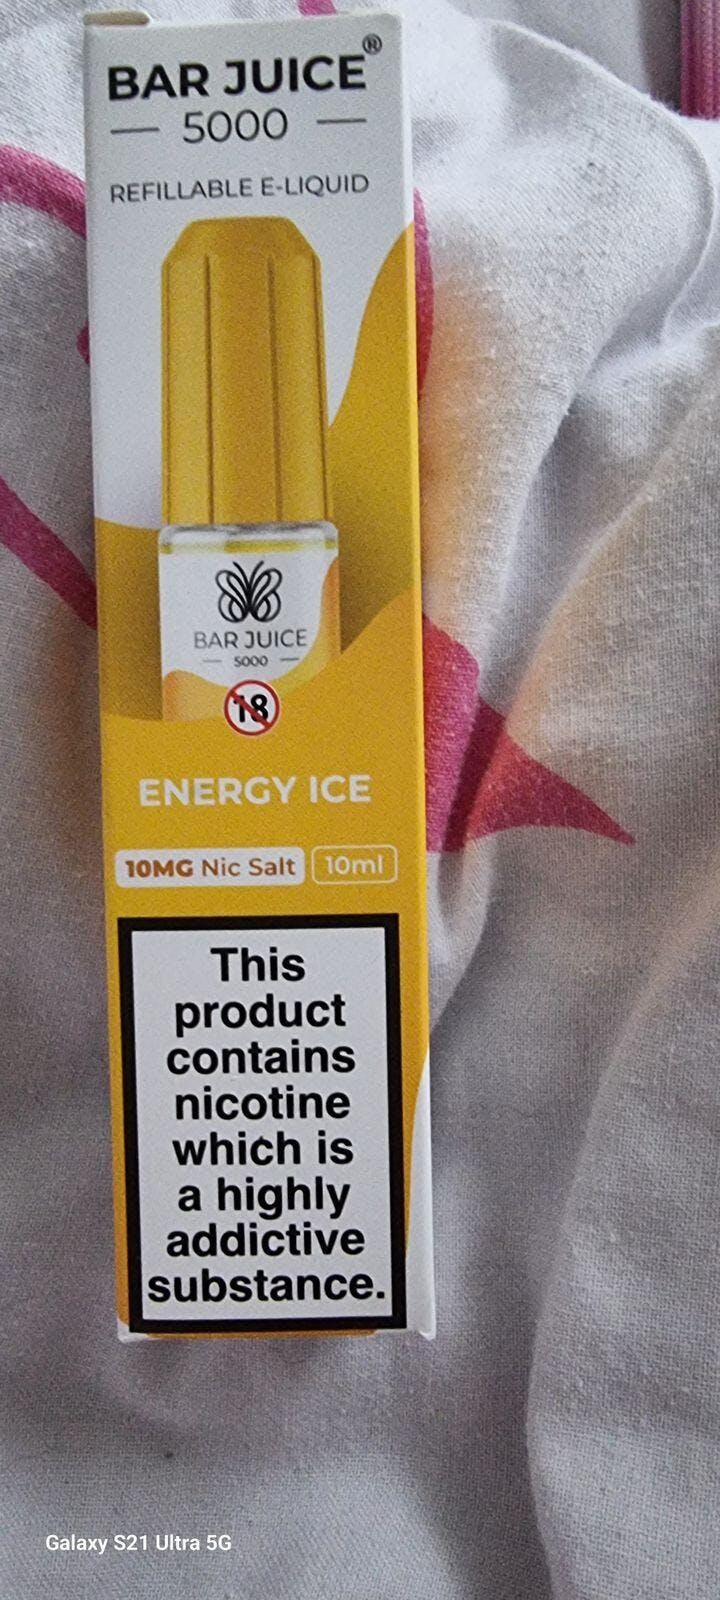 BAR JUICE®
5000
REFILLABLE E-LIQUID
BAR JUICE
5000
18
ENERGY ICE
10MG Nic Salt 10ml
This
product
contains
nicotine
which is
a highly
addictive
substance.
Galaxy S21 Ultra 5G